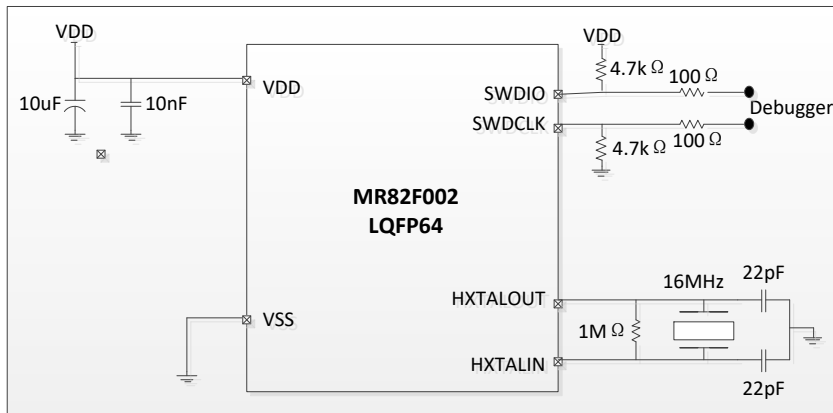 VDD
10uF
10nF
VDD
VSS
MR82F002
LQFP64
SWDIO
SWDCLK
HXTALOUT
HXTALIN
VDD
4.7k Ω
100 Ω
Debugger
4.7k Ω
100 Ω
16MHz
22pF
1M Ω
22pF